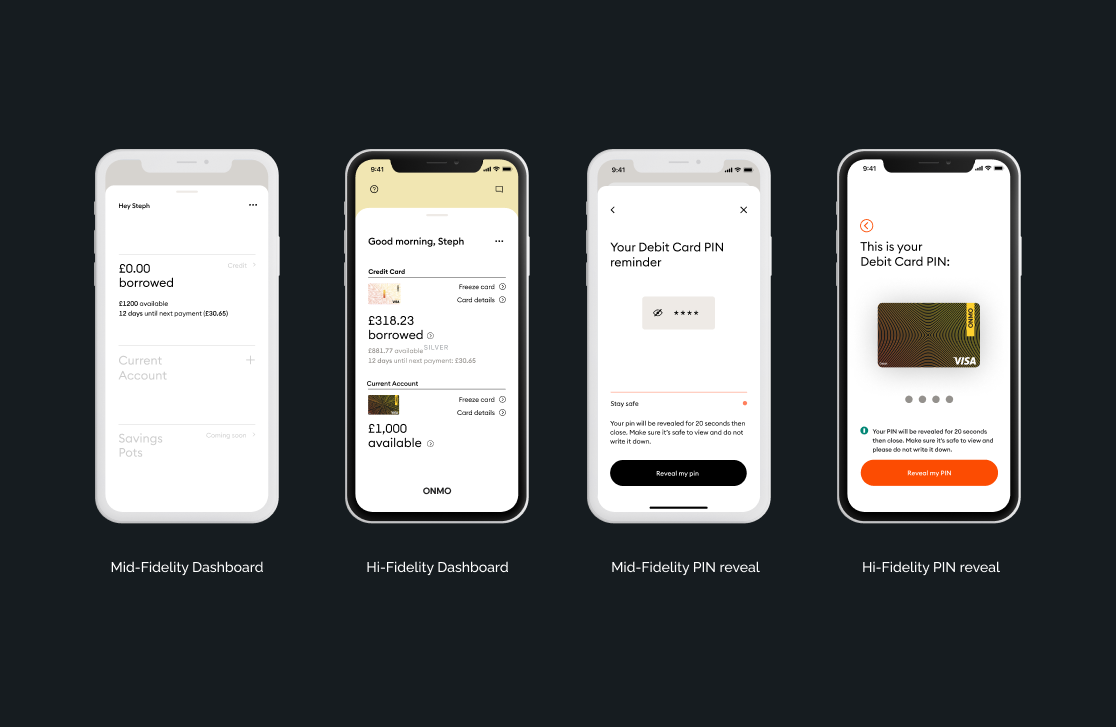 Hey Steph
Credit
£0.00
borrowed
£1200 available
12 days until next payment (£30.65)
Current
Account
Coming soon
Savings
Pots
Mid-Fidelity Dashboard
9:41
Good morning, Steph
Credit Card
Freeze card
Card details
VISA
£318.23
borrowed
£881.77 available
SILVER
12 days until next payment: £30.65
Current Account
Freeze card
Card details
£1,000
available
ONMO
Hi-Fidelity Dashboard
9:41
Your Debit Card PIN
reminder
****
Stay safe
Your pin will be revealed for 20 seconds then
close. Make sure it's safe to view and do not
write it down.
Reveal my pin
Mid-Fidelity PIN reveal
9:41
This is your
Debit Card PIN:
ONMO
VISA
Your PIN will be revealed for 20 seconds
then close. Make sure it's safe to view and
please do not write it down.
Reveal my PIN
Hi-Fidelity PIN reveal